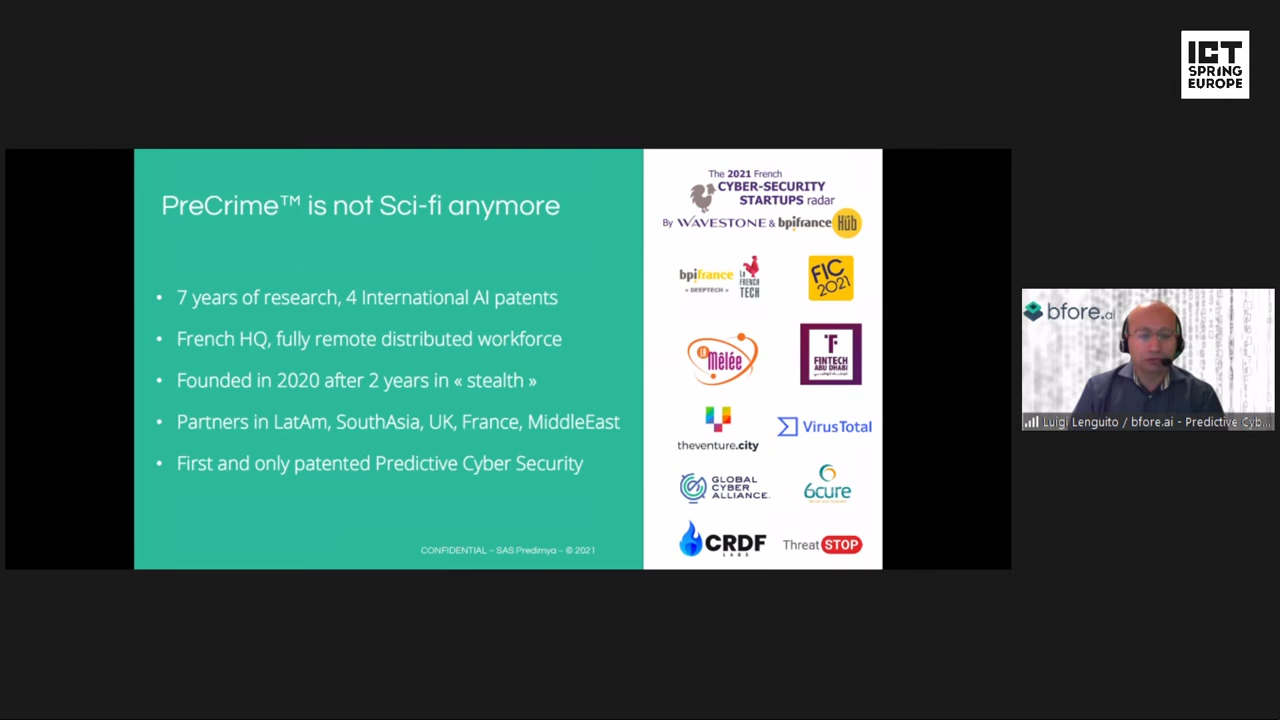 ICT
SPRING
EUROPE
PreCrime™ is not Sci-fi anymore
• 7 years of research, 4 International AI patents
• French HQ, fully remote distributed workforce
• Founded in 2020 after 2 years in « stealth »
• Partners in LatAm, SouthAsia, UK, France, MiddleEast
• First and only patented Predictive Cyber Security
CONFIDENTIAL – SAS Predimya – © 2021
The 2021 French
CYBER-SECURITY
STARTUPS radar
By WAVESTONE & bpifrance Hub
bpifrance
« DEEPTECH »
LA
FRENCH
TECH
FIC
2021
La Mêlée
FINTECH
ABU DHABI
theventure.city
VirusTotal
GLOBAL
CYBER
ALLIANCE
6cure
CRDF
LABS
ThreatSTOP
bfore.ai
Luigi Lenguito / bfore.ai - Predictive Cyb...